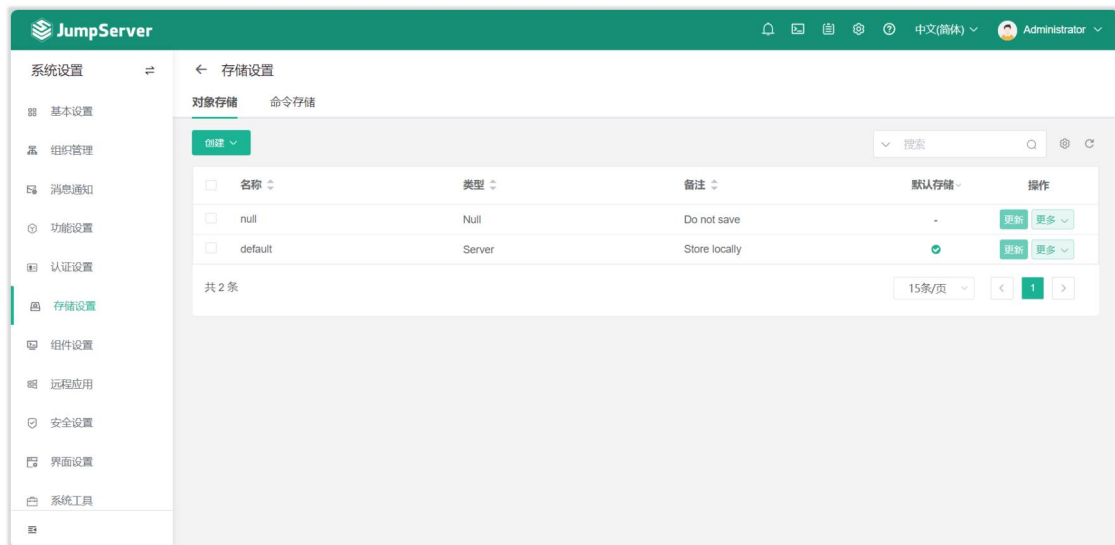 JumpServer
中文(简体)
Administrator
系统设置
存储设置
基本设置
对象存储 命令存储
组织管理
创建
搜索
消息通知
名称 类型 备注 默认存储 操作
功能设置
null Null Do not save - 更新 更多
认证设置
default Server Store locally 更新 更多
存储设置
共 2 条 15条/页 1
组件设置
远程应用
安全设置
界面设置
系统工具